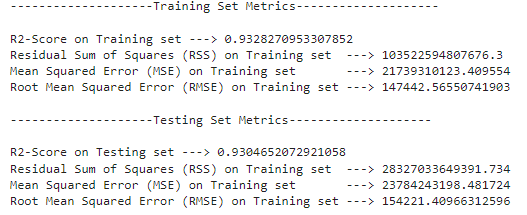 --------------------Training Set Metrics--------------------
R2-Score on Training set ---> 0.9328270953307852
Residual Sum of Squares (RSS) on Training set  ---> 103522594807676.3
Mean Squared Error (MSE) on Training set       ---> 21739310123.409554
Root Mean Squared Error (RMSE) on Training set ---> 147442.56550741903
--------------------Testing Set Metrics--------------------
R2-Score on Testing set ---> 0.9304652072921058
Residual Sum of Squares (RSS) on Training set  ---> 28327033649391.734
Mean Squared Error (MSE) on Training set       ---> 23784243198.481724
Root Mean Squared Error (RMSE) on Training set ---> 154221.40966312596